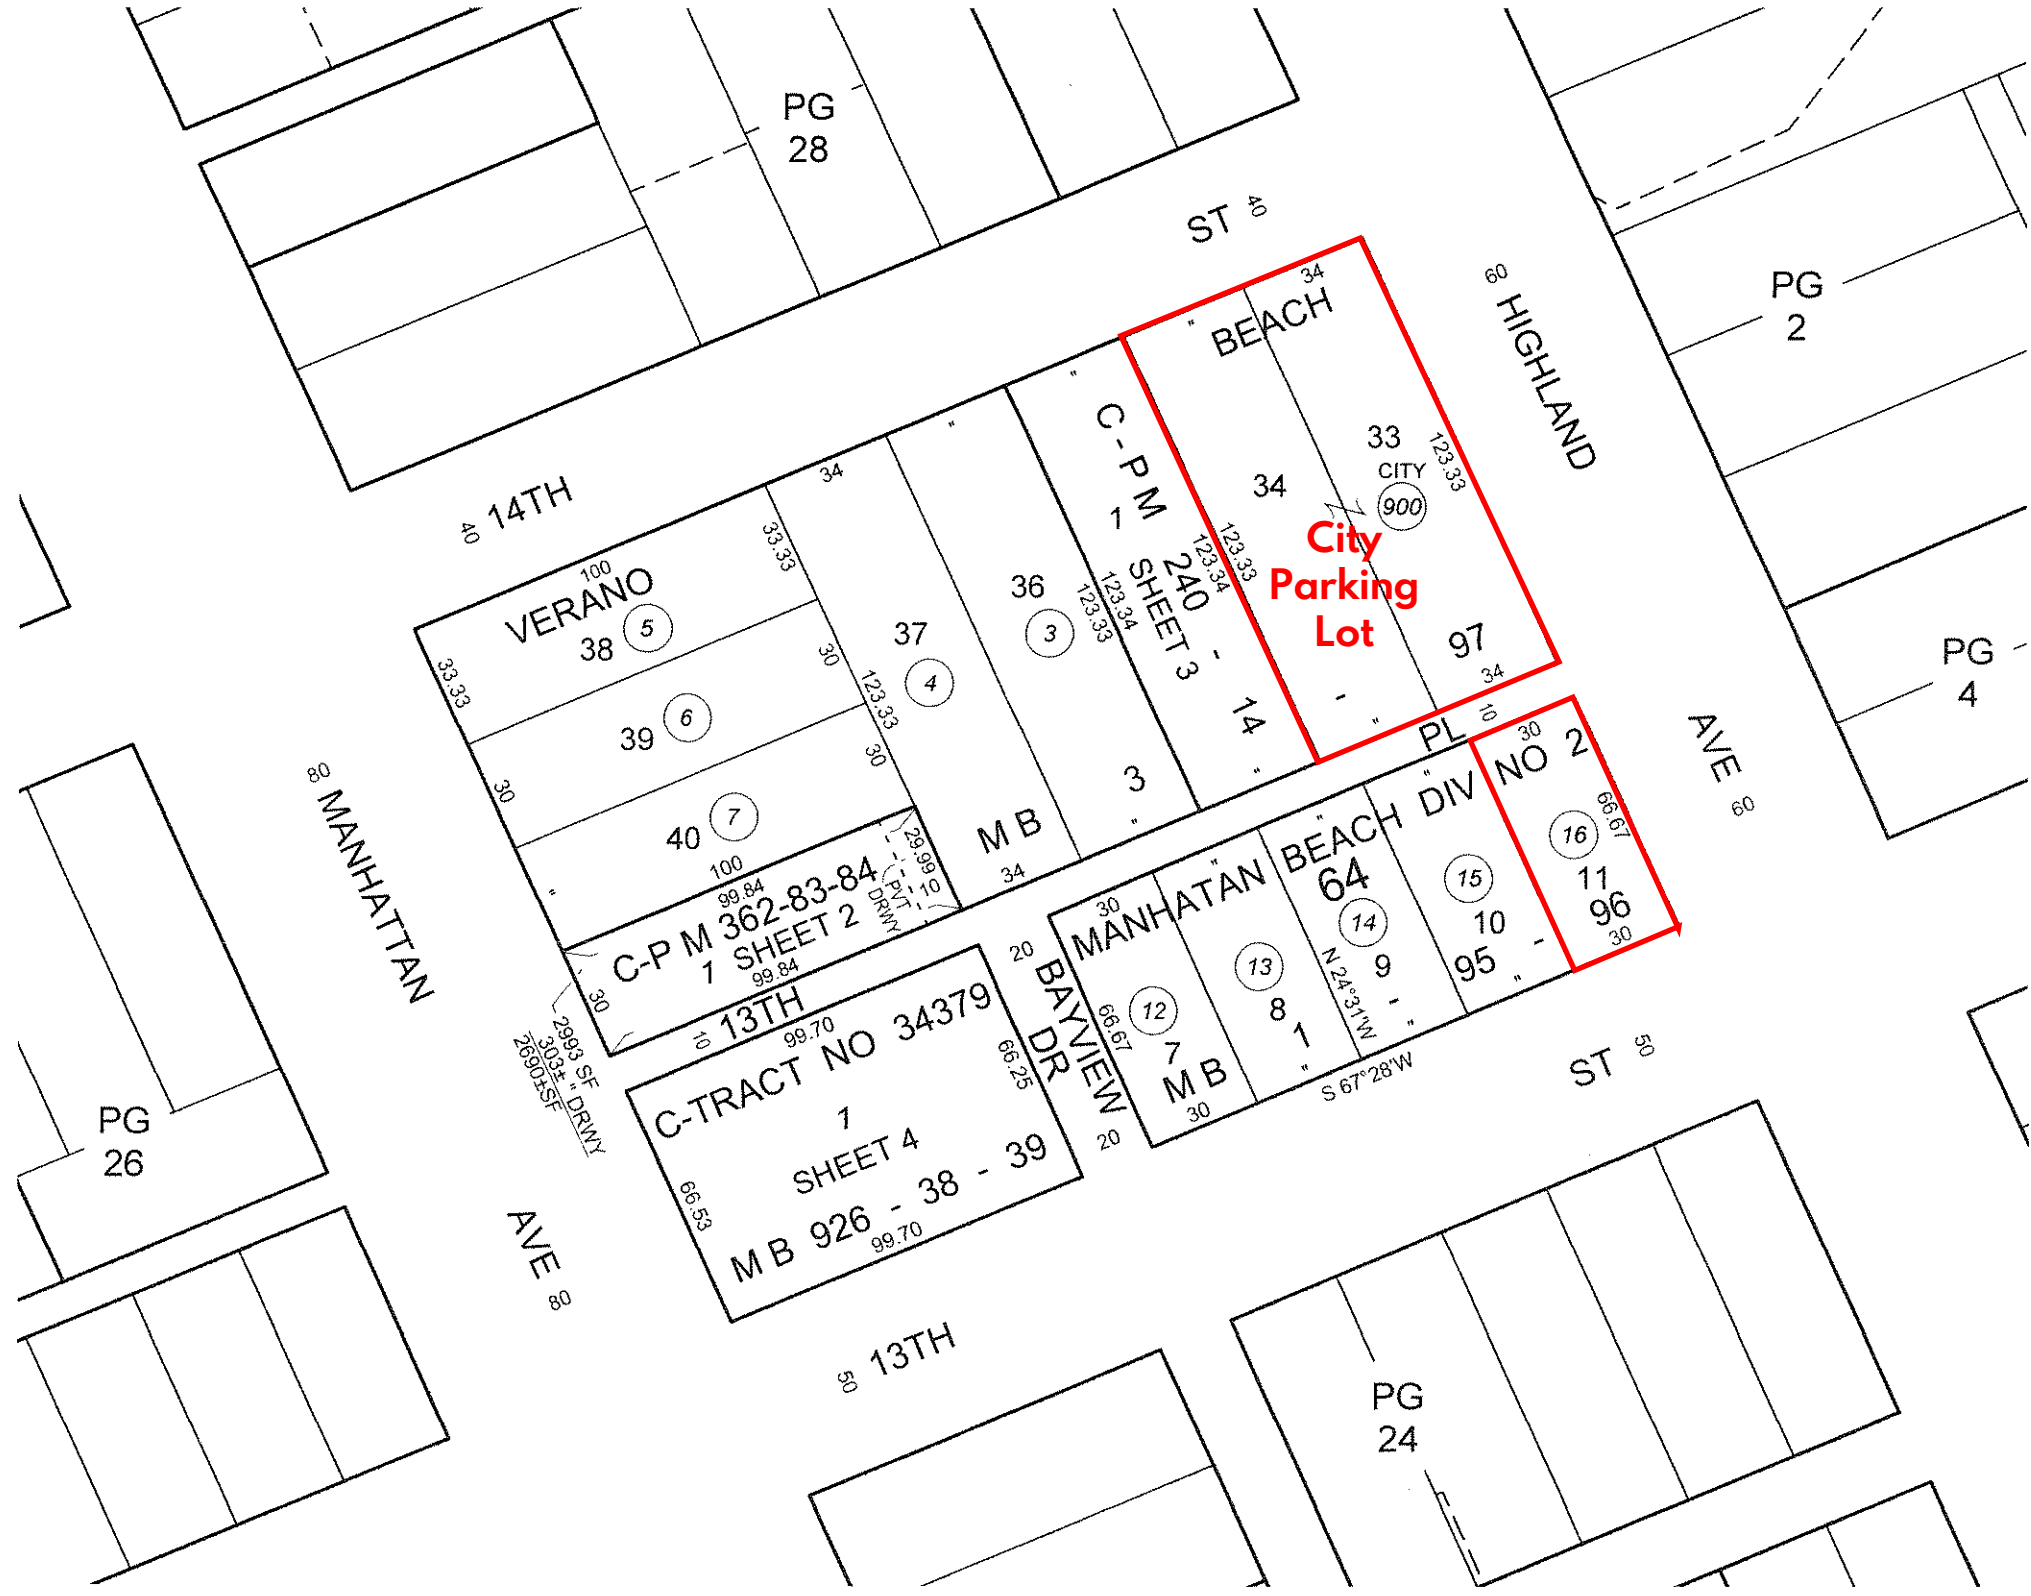 PG
28
ST 40
60 HIGHLAND
AVE 60
PG
2
PG
4
40 14TH
34
BEACH
"
33
CITY
900
34
123.33
City
Parking
Lot
97
34
-
"
123.33
123.34
C-PM 240 - 14
1 SHEET 3
"
"
123.34
123.33
36
3
"
3
"
34
37
4
123.33
M B
34
100
VERANO
38 5
33.33
33.33
39 6
30
30
40 7
30
"
100
99.84
C-P M 362-83-84
1 SHEET 2
99.84
30
29.99
10
PVT
DRWY
2993 SF
303± " DRWY
2690±SF
10 13TH PL 10
80 MANHATTAN
AVE 80
99.70
C-TRACT NO 34379
1
SHEET 4
M B 926 - 38 - 39
99.70
66.53
66.25
20 BAYVIEW
DR
20
30
MANHATAN BEACH DIV NO 2
"
"
"
30
64
66.67
12
7
M B
30
13
8
1
"
14
9
-
"
N 24°31'W
15
10
95 -
"
66.67
16
11
96
30
S 67°28'W
ST 50
50 13TH
PG
26
PG
24